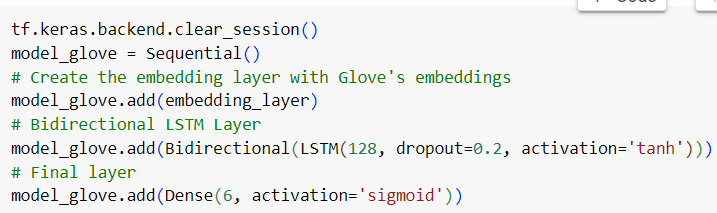 tf.keras.backend.clear_session()
model_glove = Sequential()
# Create the embedding layer with Glove's embeddings
model_glove.add(embedding_layer)
# Bidirectional LSTM Layer
model_glove.add(Bidirectional(LSTM(128, dropout=0.2, activation='tanh')))
# Final layer
model_glove.add(Dense(6, activation='sigmoid'))